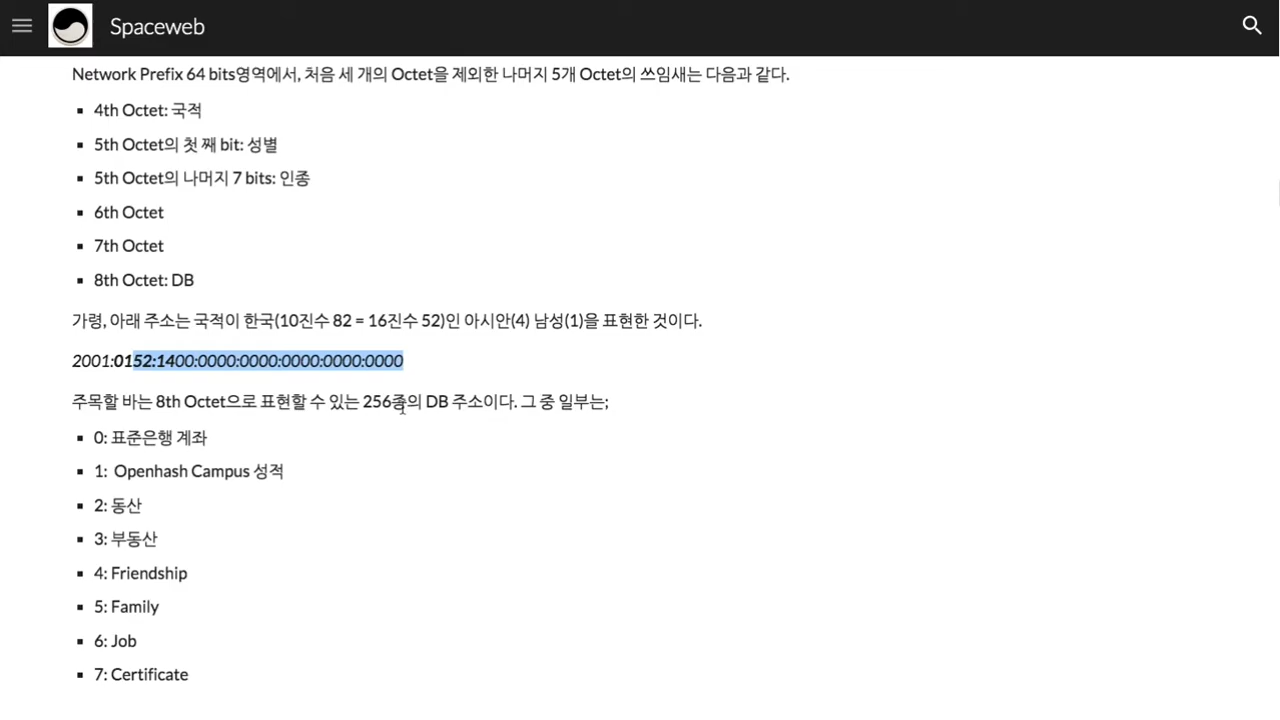 Spaceweb
Network Prefix 64 bits영역에서, 처음 세 개의 Octet을 제외한 나머지 5개 Octet의 쓰임새는 다음과 같다.
▪ 4th Octet: 국적
▪ 5th Octet의 첫 째 bit: 성별
▪ 5th Octet의 나머지 7 bits: 인종
▪ 6th Octet
▪ 7th Octet
▪ 8th Octet: DB
가령, 아래 주소는 국적이 한국(10진수 82 = 16진수 52)인 아시안(4) 남성(1)을 표현한 것이다.
2001:0152:1400:0000:0000:0000:0000:0000
주목할 바는 8th Octet으로 표현할 수 있는 256종의 DB 주소이다. 그 중 일부는;
▪ 0: 표준은행 계좌
▪ 1: Openhash Campus 성적
▪ 2: 동산
▪ 3: 부동산
▪ 4: Friendship
▪ 5: Family
▪ 6: Job
▪ 7: Certificate